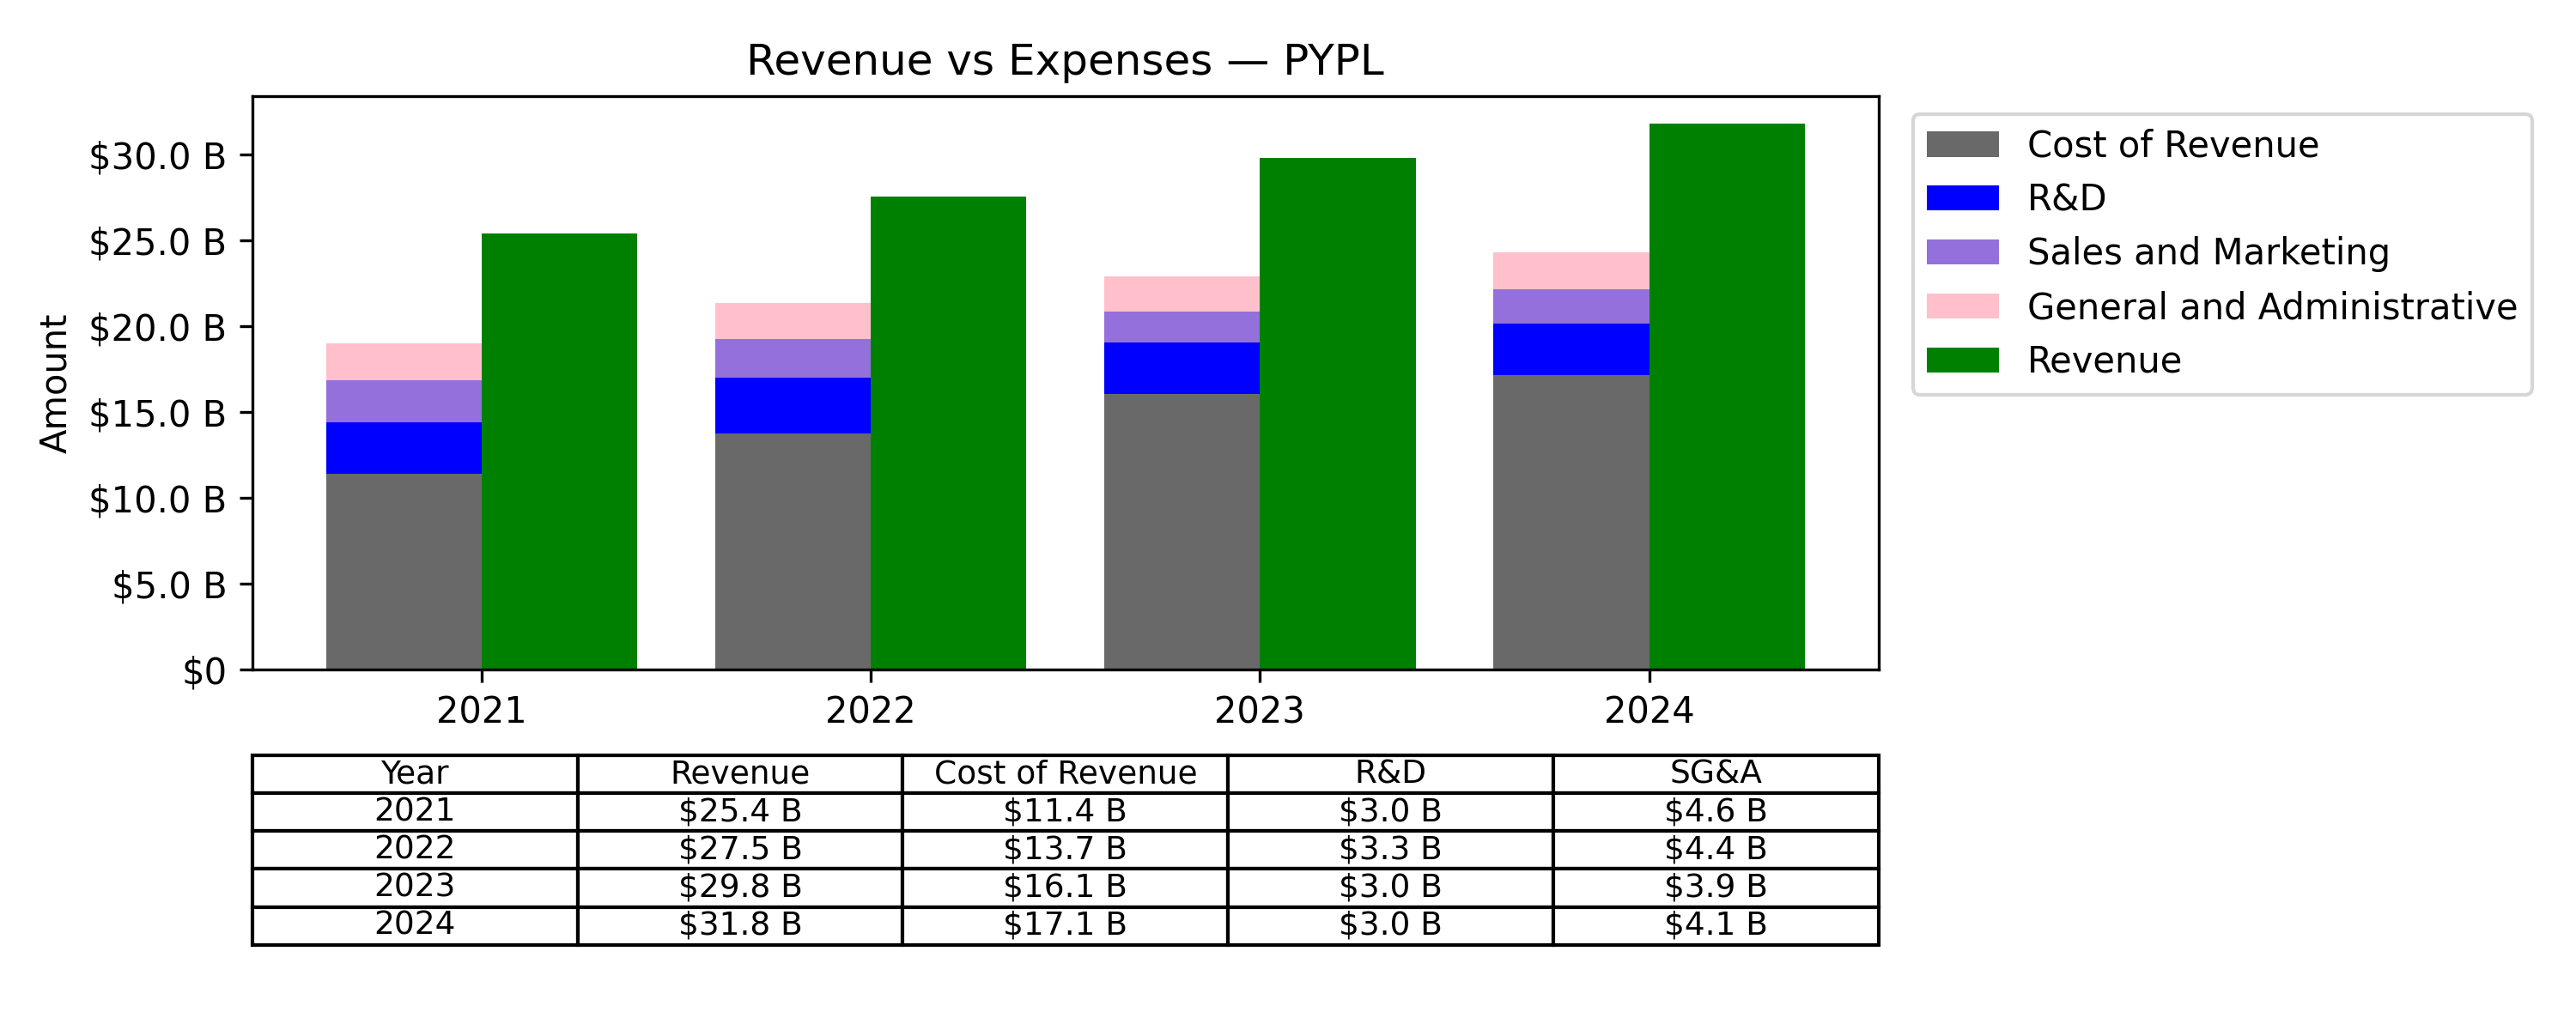 Revenue vs Expenses — PYPL
Amount
$30.0 B
$25.0 B
$20.0 B
$15.0 B
$10.0 B
$5.0 B
$0
2021 2022 2023 2024
Cost of Revenue
R&D
Sales and Marketing
General and Administrative
Revenue
Year Revenue Cost of Revenue R&D SG&A
2021 $25.4 B $11.4 B $3.0 B $4.6 B
2022 $27.5 B $13.7 B $3.3 B $4.4 B
2023 $29.8 B $16.1 B $3.0 B $3.9 B
2024 $31.8 B $17.1 B $3.0 B $4.1 B